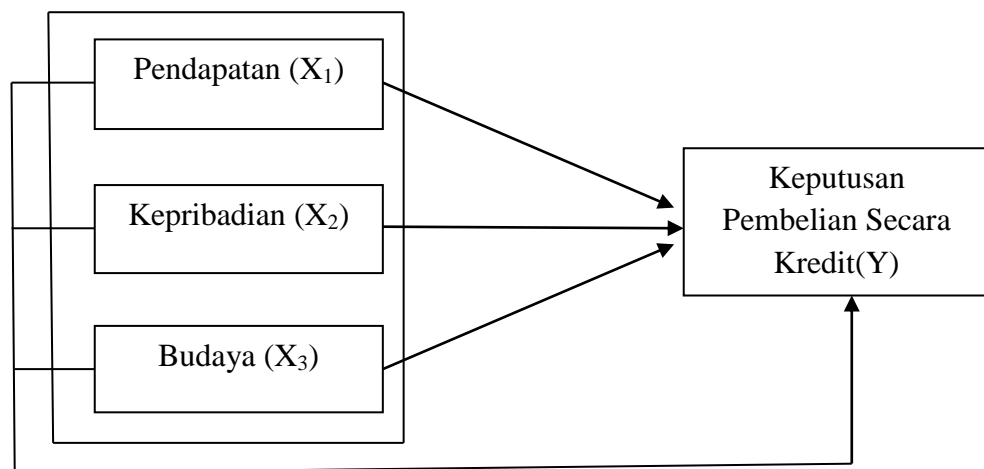 Pendapatan (X₁)
Kepribadian (X₂)
Budaya (X₃)
Keputusan
Pembelian Secara
Kredit(Y)